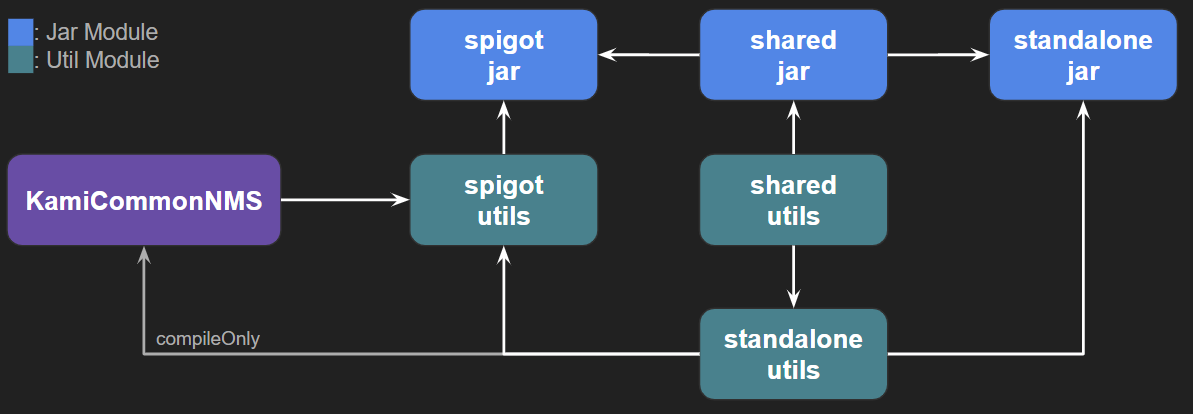 : Jar Module
: Util Module
spigot
jar
shared
jar
standalone
jar
KamiCommonNMS
spigot
utils
shared
utils
compileOnly
standalone
utils